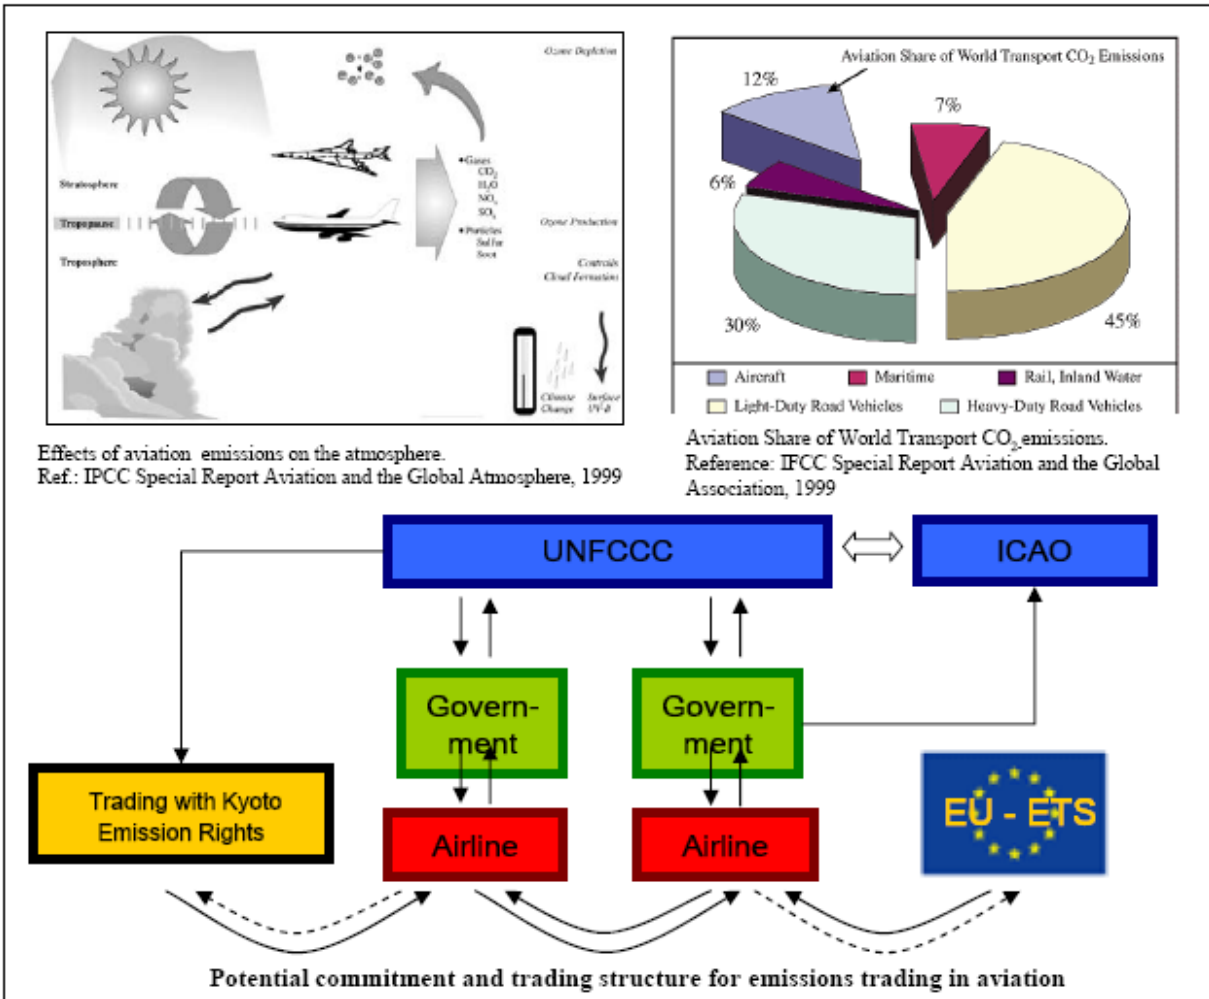 Ozone Depletion
Gases
CO2
H2O
NOx
SOx
Particles
Sulfur
Soot
Stratosphere
Tropopause
Troposphere
Ozone Production
Contrails
Cloud Formation
Climate
Change
Surface
UV-B
Effects of aviation emissions on the atmosphere.
Ref.: IPCC Special Report Aviation and the Global Atmosphere, 1999
Aviation Share of World Transport CO2 Emissions
12%
7%
6%
30%
45%
Aircraft
Maritime
Rail, Inland Water
Light-Duty Road Vehicles
Heavy-Duty Road Vehicles
Aviation Share of World Transport CO2 emissions.
Reference: IFCC Special Report Aviation and the Global
Association, 1999
UNFCCC
ICAO
Govern-
ment
Govern-
ment
Trading with Kyoto
Emission Rights
Airline
Airline
EU - ETS
Potential commitment and trading structure for emissions trading in aviation